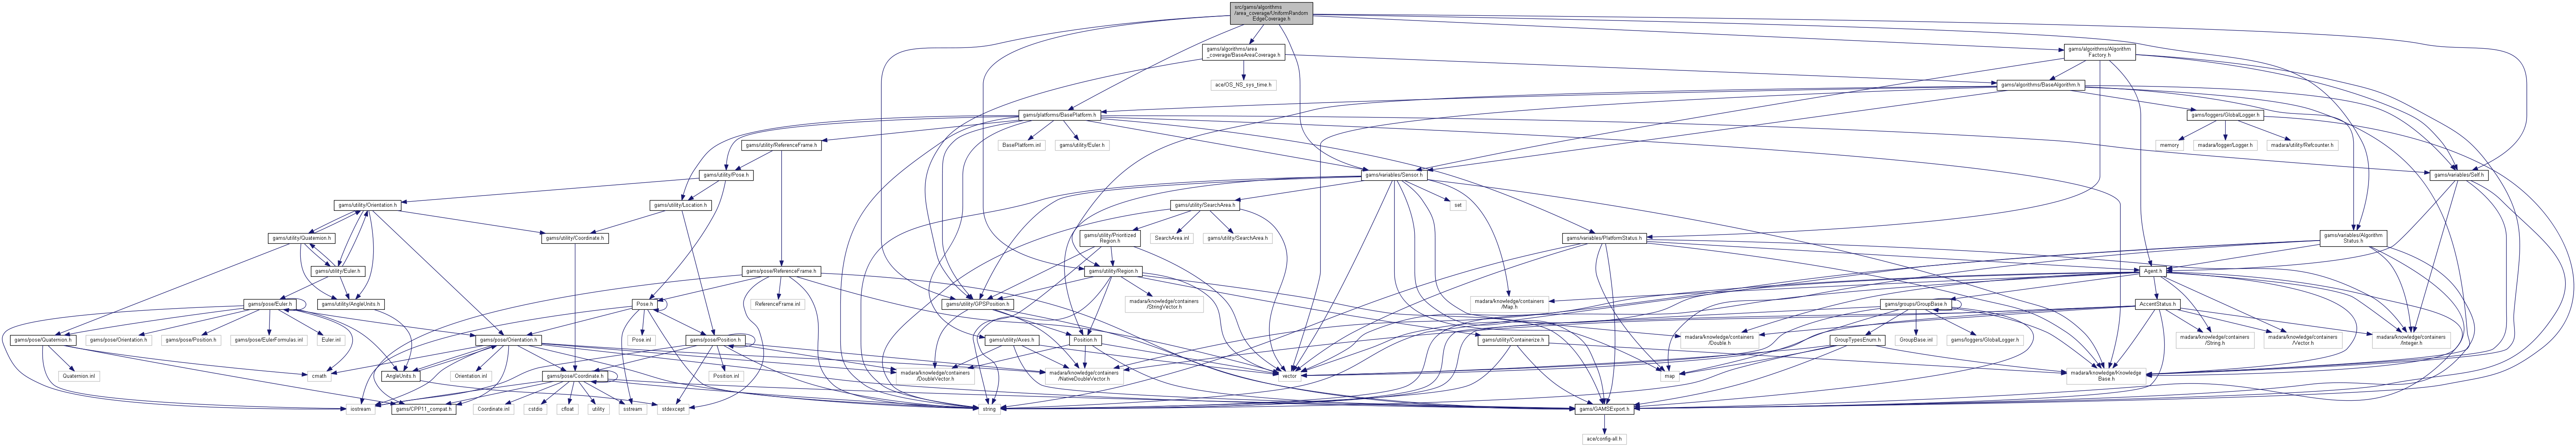 src/gams/algorithms
/area_coverage/UniformRandom
EdgeCoverage.h
gams/algorithms/area
_coverage/BaseAreaCoverage.h
gams/algorithms/Algorithm
Factory.h
ace/OS_NS_sys_time.h
gams/algorithms/BaseAlgorithm.h
gams/platforms/BasePlatform.h
gams/loggers/GlobalLogger.h
gams/utility/ReferenceFrame.h
BasePlatform.inl
gams/utility/Euler.h
memory
madara/logger/Logger.h
madara/utility/Refcounter.h
gams/utility/Pose.h
gams/variables/Sensor.h
gams/variables/Self.h
gams/utility/Orientation.h
gams/utility/Location.h
gams/utility/SearchArea.h
set
gams/utility/Quaternion.h
gams/utility/Coordinate.h
gams/utility/Prioritized
Region.h
SearchArea.inl
gams/utility/SearchArea.h
gams/variables/PlatformStatus.h
gams/variables/Algorithm
Status.h
gams/utility/Euler.h
gams/pose/ReferenceFrame.h
gams/utility/Region.h
Agent.h
gams/pose/Euler.h
gams/utility/AngleUnits.h
Pose.h
ReferenceFrame.inl
gams/utility/GPSPosition.h
madara/knowledge/containers
/StringVector.h
madara/knowledge/containers
/Map.h
gams/groups/GroupBase.h
AccentStatus.h
gams/pose/Quaternion.h
gams/pose/Orientation.h
gams/pose/Position.h
gams/pose/EulerFormulas.inl
Euler.inl
gams/pose/Orientation.h
Pose.inl
gams/pose/Position.h
gams/utility/Axes.h
Position.h
gams/utility/Containerize.h
madara/knowledge/containers
/Double.h
GroupTypesEnum.h
GroupBase.inl
gams/loggers/GlobalLogger.h
madara/knowledge/containers
/String.h
madara/knowledge/containers
/Vector.h
madara/knowledge/containers
/Integer.h
Quaternion.inl
cmath
AngleUnits.h
Orientation.inl
gams/pose/Coordinate.h
Position.inl
madara/knowledge/containers
/DoubleVector.h
madara/knowledge/containers
/NativeDoubleVector.h
vector
map
madara/knowledge/Knowledge
Base.h
iostream
gams/CPP11_compat.h
Coordinate.inl
cstdio
cfloat
utility
sstream
stdexcept
string
gams/GAMSExport.h
ace/config-all.h